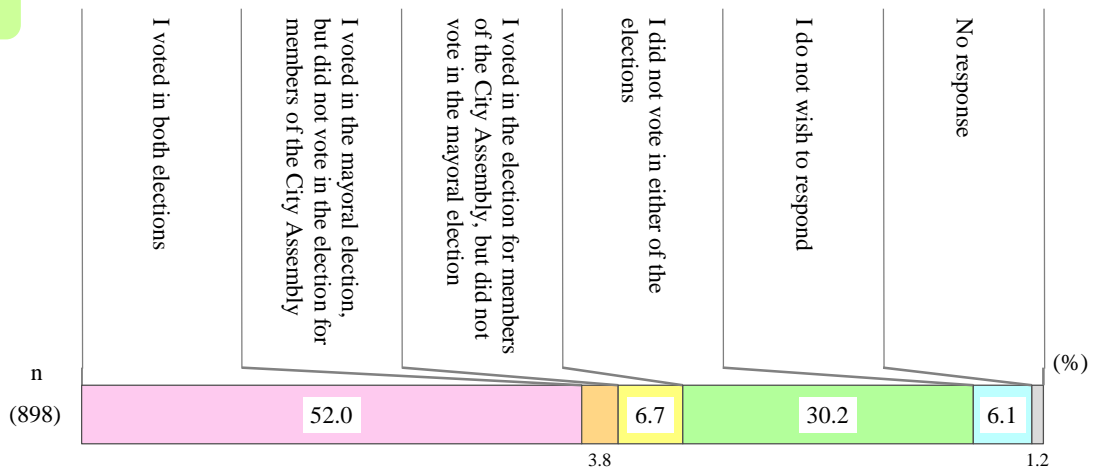 I voted in both elections
I voted in the mayoral election,
but did not vote in the election for
members of the City Assembly
I voted in the election for members
of the City Assembly, but did not
vote in the mayoral election
I did not vote in either of the
elections
I do not wish to respond
No response
(%)
n
(898)
52.0
3.8
6.7
30.2
6.1
1.2